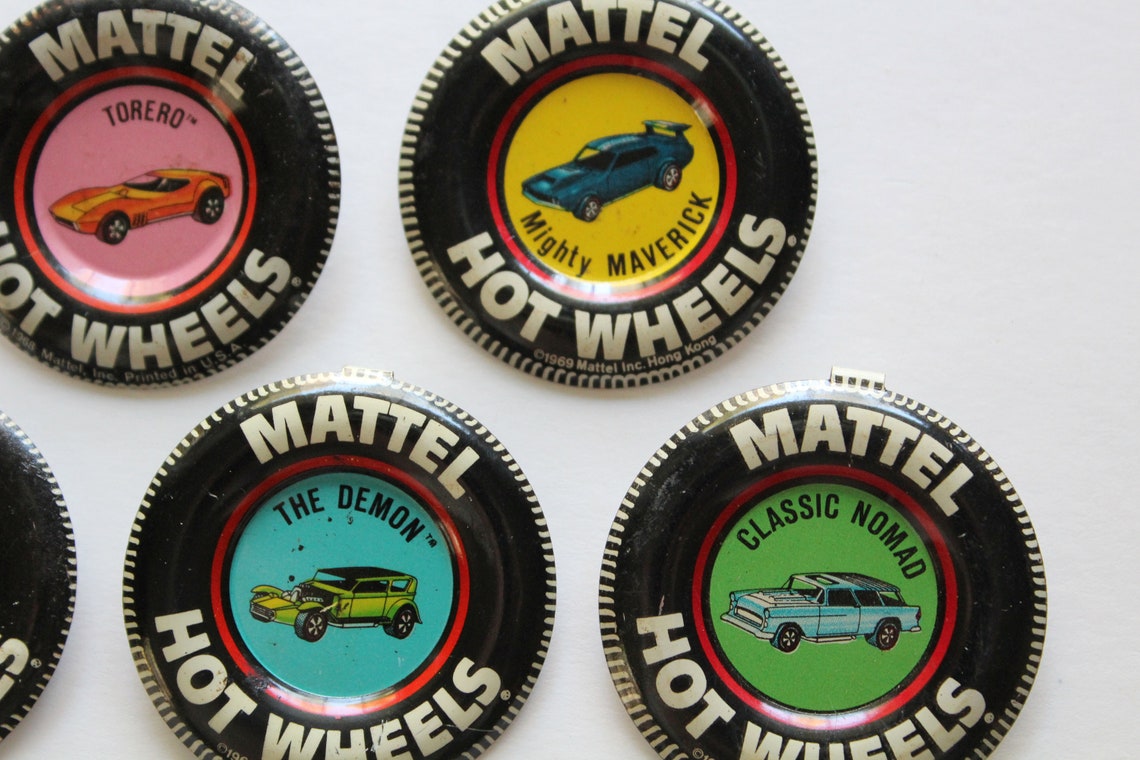 MATTEL
TORERO™
HOT WHEELS®
©1968, Mattel, Inc. Printed in U.S.A.
MATTEL
Mighty MAVERICK
HOT WHEELS®
©1969 Mattel Inc. Hong Kong
MATTEL
THE DEMON™
HOT WHEELS®
MATTEL
CLASSIC NOMAD
HOT WHEELS®